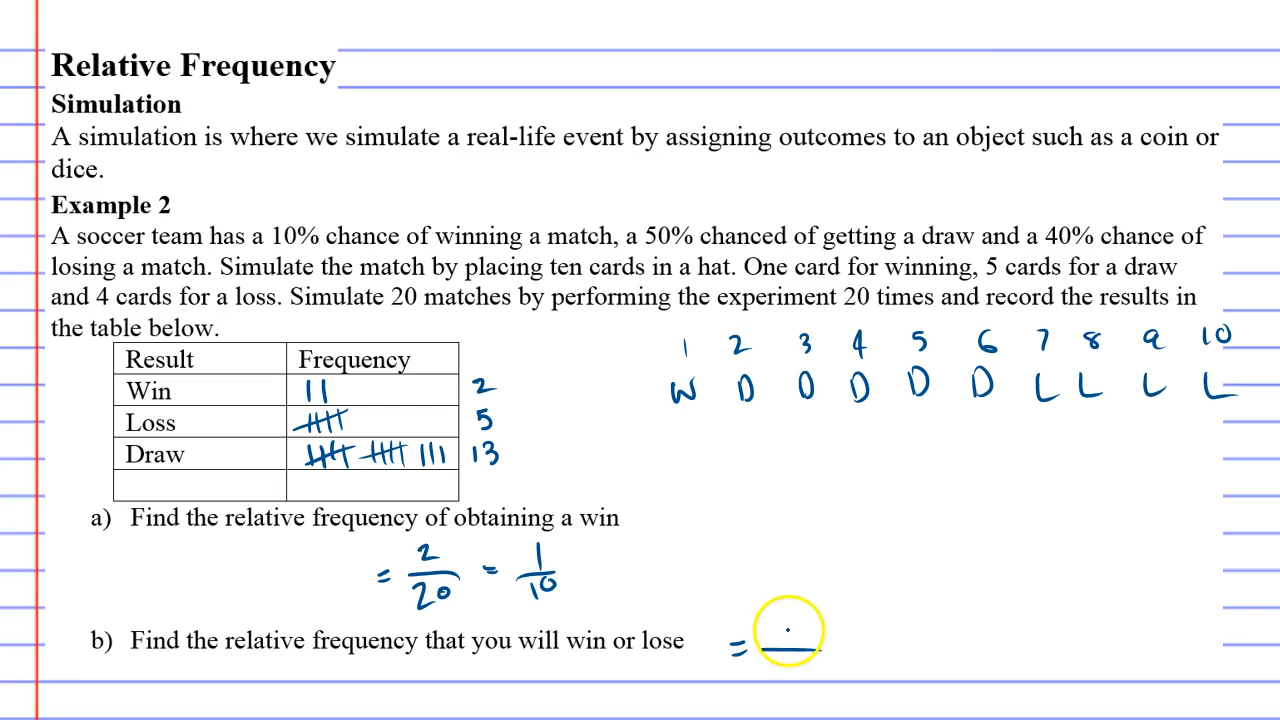 Relative Frequency
Simulation
A simulation is where we simulate a real-life event by assigning outcomes to an object such as a coin or
dice.
Example 2
A soccer team has a 10% chance of winning a match, a 50% chanced of getting a draw and a 40% chance of
losing a match. Simulate the match by placing ten cards in a hat. One card for winning, 5 cards for a draw
and 4 cards for a loss. Simulate 20 matches by performing the experiment 20 times and record the results in
the table below.
1 2 3 4 5 6 7 8 9 10
W D D D D D L L L L
Result Frequency
Win || 2
Loss 5
Draw 13
a) Find the relative frequency of obtaining a win
= 2/20 = 1/10
b) Find the relative frequency that you will win or lose =